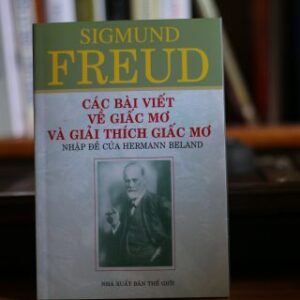 SIGMUND
FREUD
CÁC BÀI VIẾT
VỀ GIẤC MƠ
VÀ GIẢI THÍCH GIẤC MƠ
NHẬP ĐỀ CỦA HERMANN BELAND
NHÀ XUẤT BẢN THẾ GIỚI